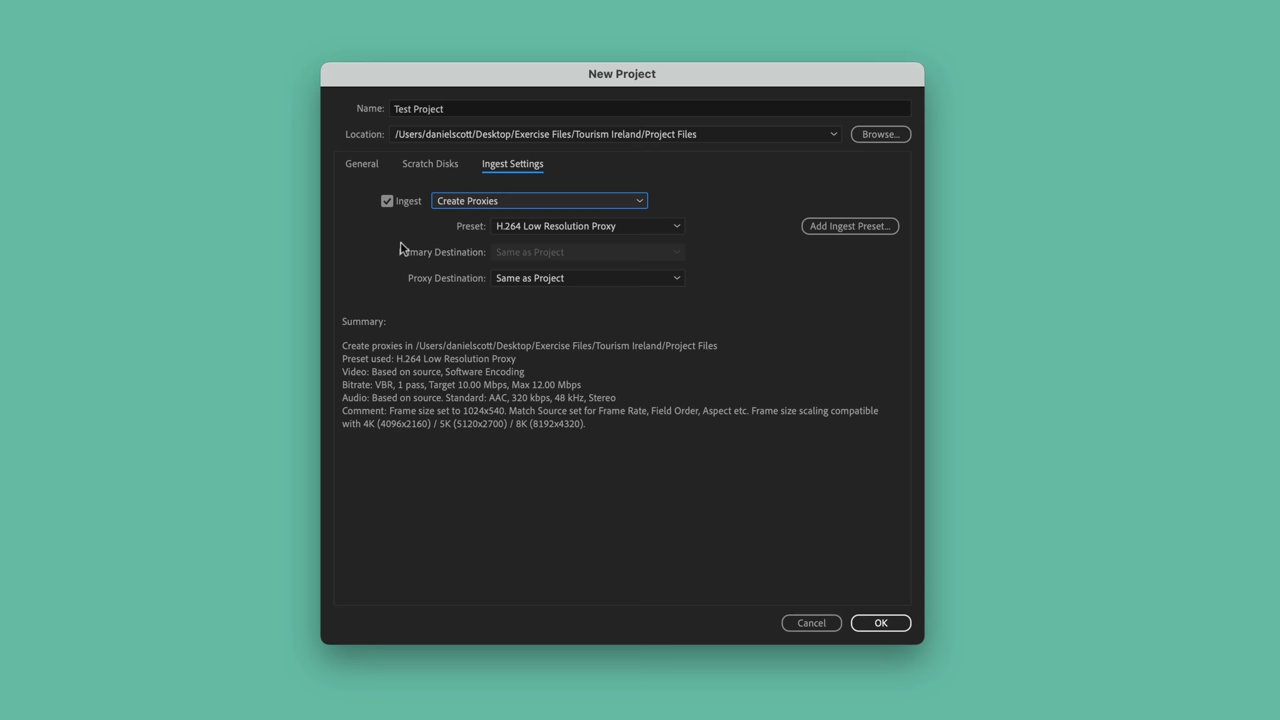 New Project
Name: Test Project
Location: /Users/danielscott/Desktop/Exercise Files/Tourism Ireland/Project Files Browse...
General Scratch Disks Ingest Settings
Ingest Create Proxies
Preset: H.264 Low Resolution Proxy Add Ingest Preset...
Destination: Same as Project
Proxy Destination: Same as Project
Summary:
Create proxies in /Users/danielscott/Desktop/Exercise Files/Tourism Ireland/Project Files
Preset used: H.264 Low Resolution Proxy
Video: Based on source, Software Encoding
Bitrate: VBR, 1 pass, Target 10.00 Mbps, Max 12.00 Mbps
Audio: Based on source. Standard: AAC, 320 kbps, 48 kHz, Stereo
Comment: Frame size set to 1024x540. Match Source set for Frame Rate, Field Order, Aspect etc. Frame size scaling compatible
with 4K (4096x2160) / 5K (5120x2700) / 8K (8192x4320).
Cancel OK